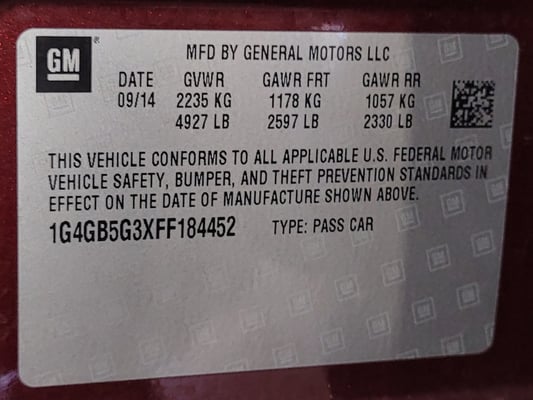 GM ® MFD BY GENERAL MOTORS LLC
DATE GVWR GAWR FRT GAWR RR
09/14 2235 KG 1178 KG 1057 KG
4927 LB 2597 LB 2330 LB
THIS VEHICLE CONFORMS TO ALL APPLICABLE U.S. FEDERAL MOTOR
VEHICLE SAFETY, BUMPER, AND THEFT PREVENTION STANDARDS IN
EFFECT ON THE DATE OF MANUFACTURE SHOWN ABOVE.
1G4GB5G3XFF184452 TYPE: PASS CAR